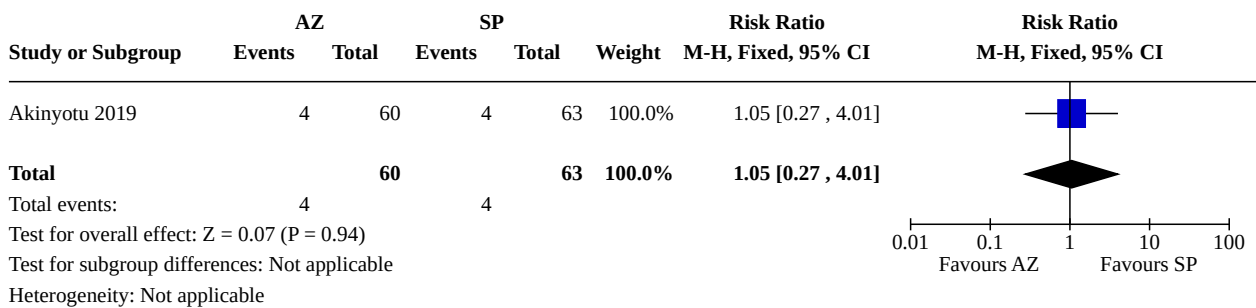 AZ SP Risk Ratio Risk Ratio
Study or Subgroup Events Total Events Total Weight M-H, Fixed, 95% CI M-H, Fixed, 95% CI
Akinyotu 2019 4 60 4 63 100.0% 1.05 [0.27 , 4.01]
Total 60 63 100.0% 1.05 [0.27 , 4.01]
Total events: 4 4
Test for overall effect: Z = 0.07 (P = 0.94)
0.01 0.1 1 10 100
Test for subgroup differences: Not applicable
Favours AZ Favours SP
Heterogeneity: Not applicable